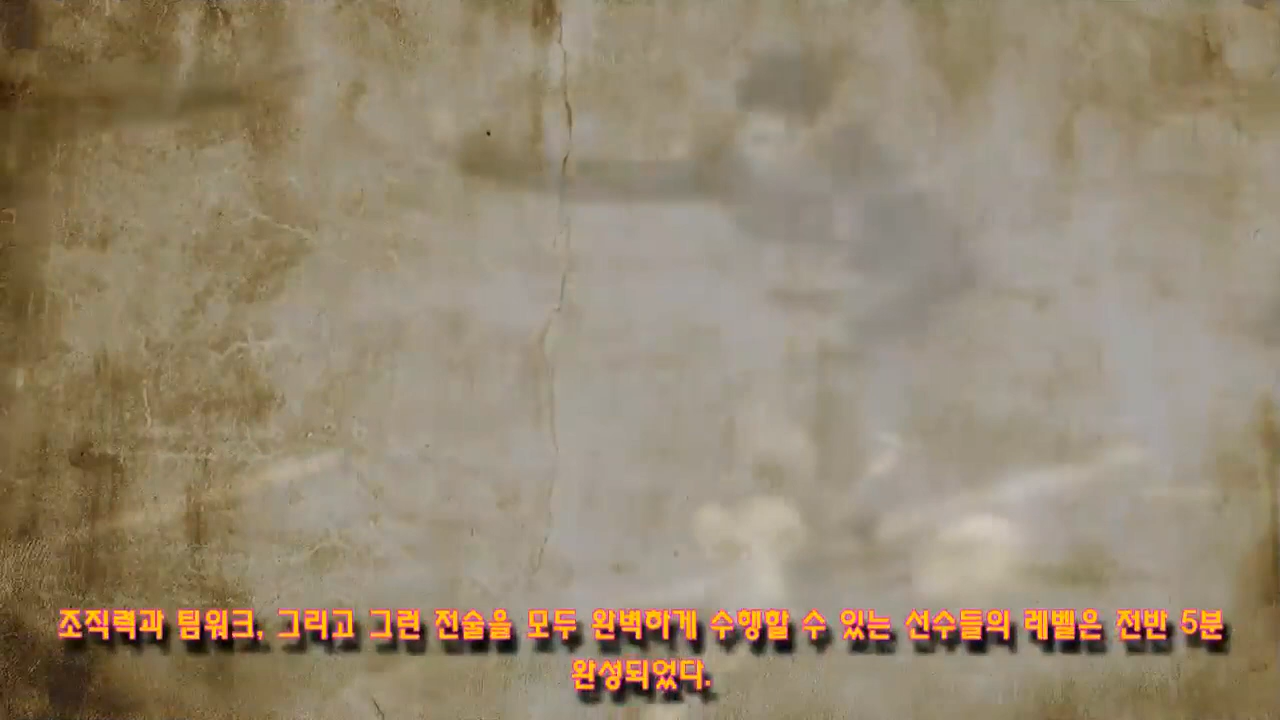 조직력과 팀워크, 그리고 그런 전술을 모두 완벽하게 수행할 수 있는 선수들의 레벨은 전반 5분
완성되었다.